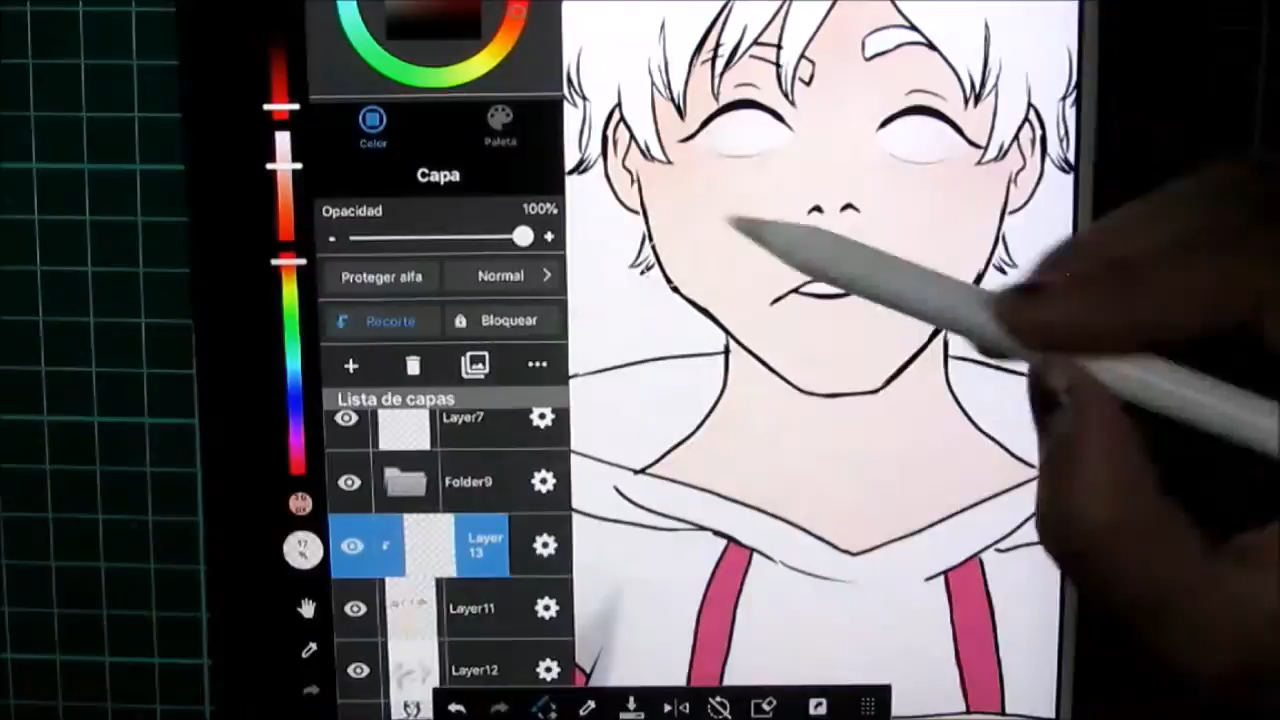 Color
Paleta
Capa
Opacidad 100%
Proteger alfa Normal
Recorte Bloquear
Lista de capas
Layer7
Folder9
Layer
13
Layer11
Layer12
17
%